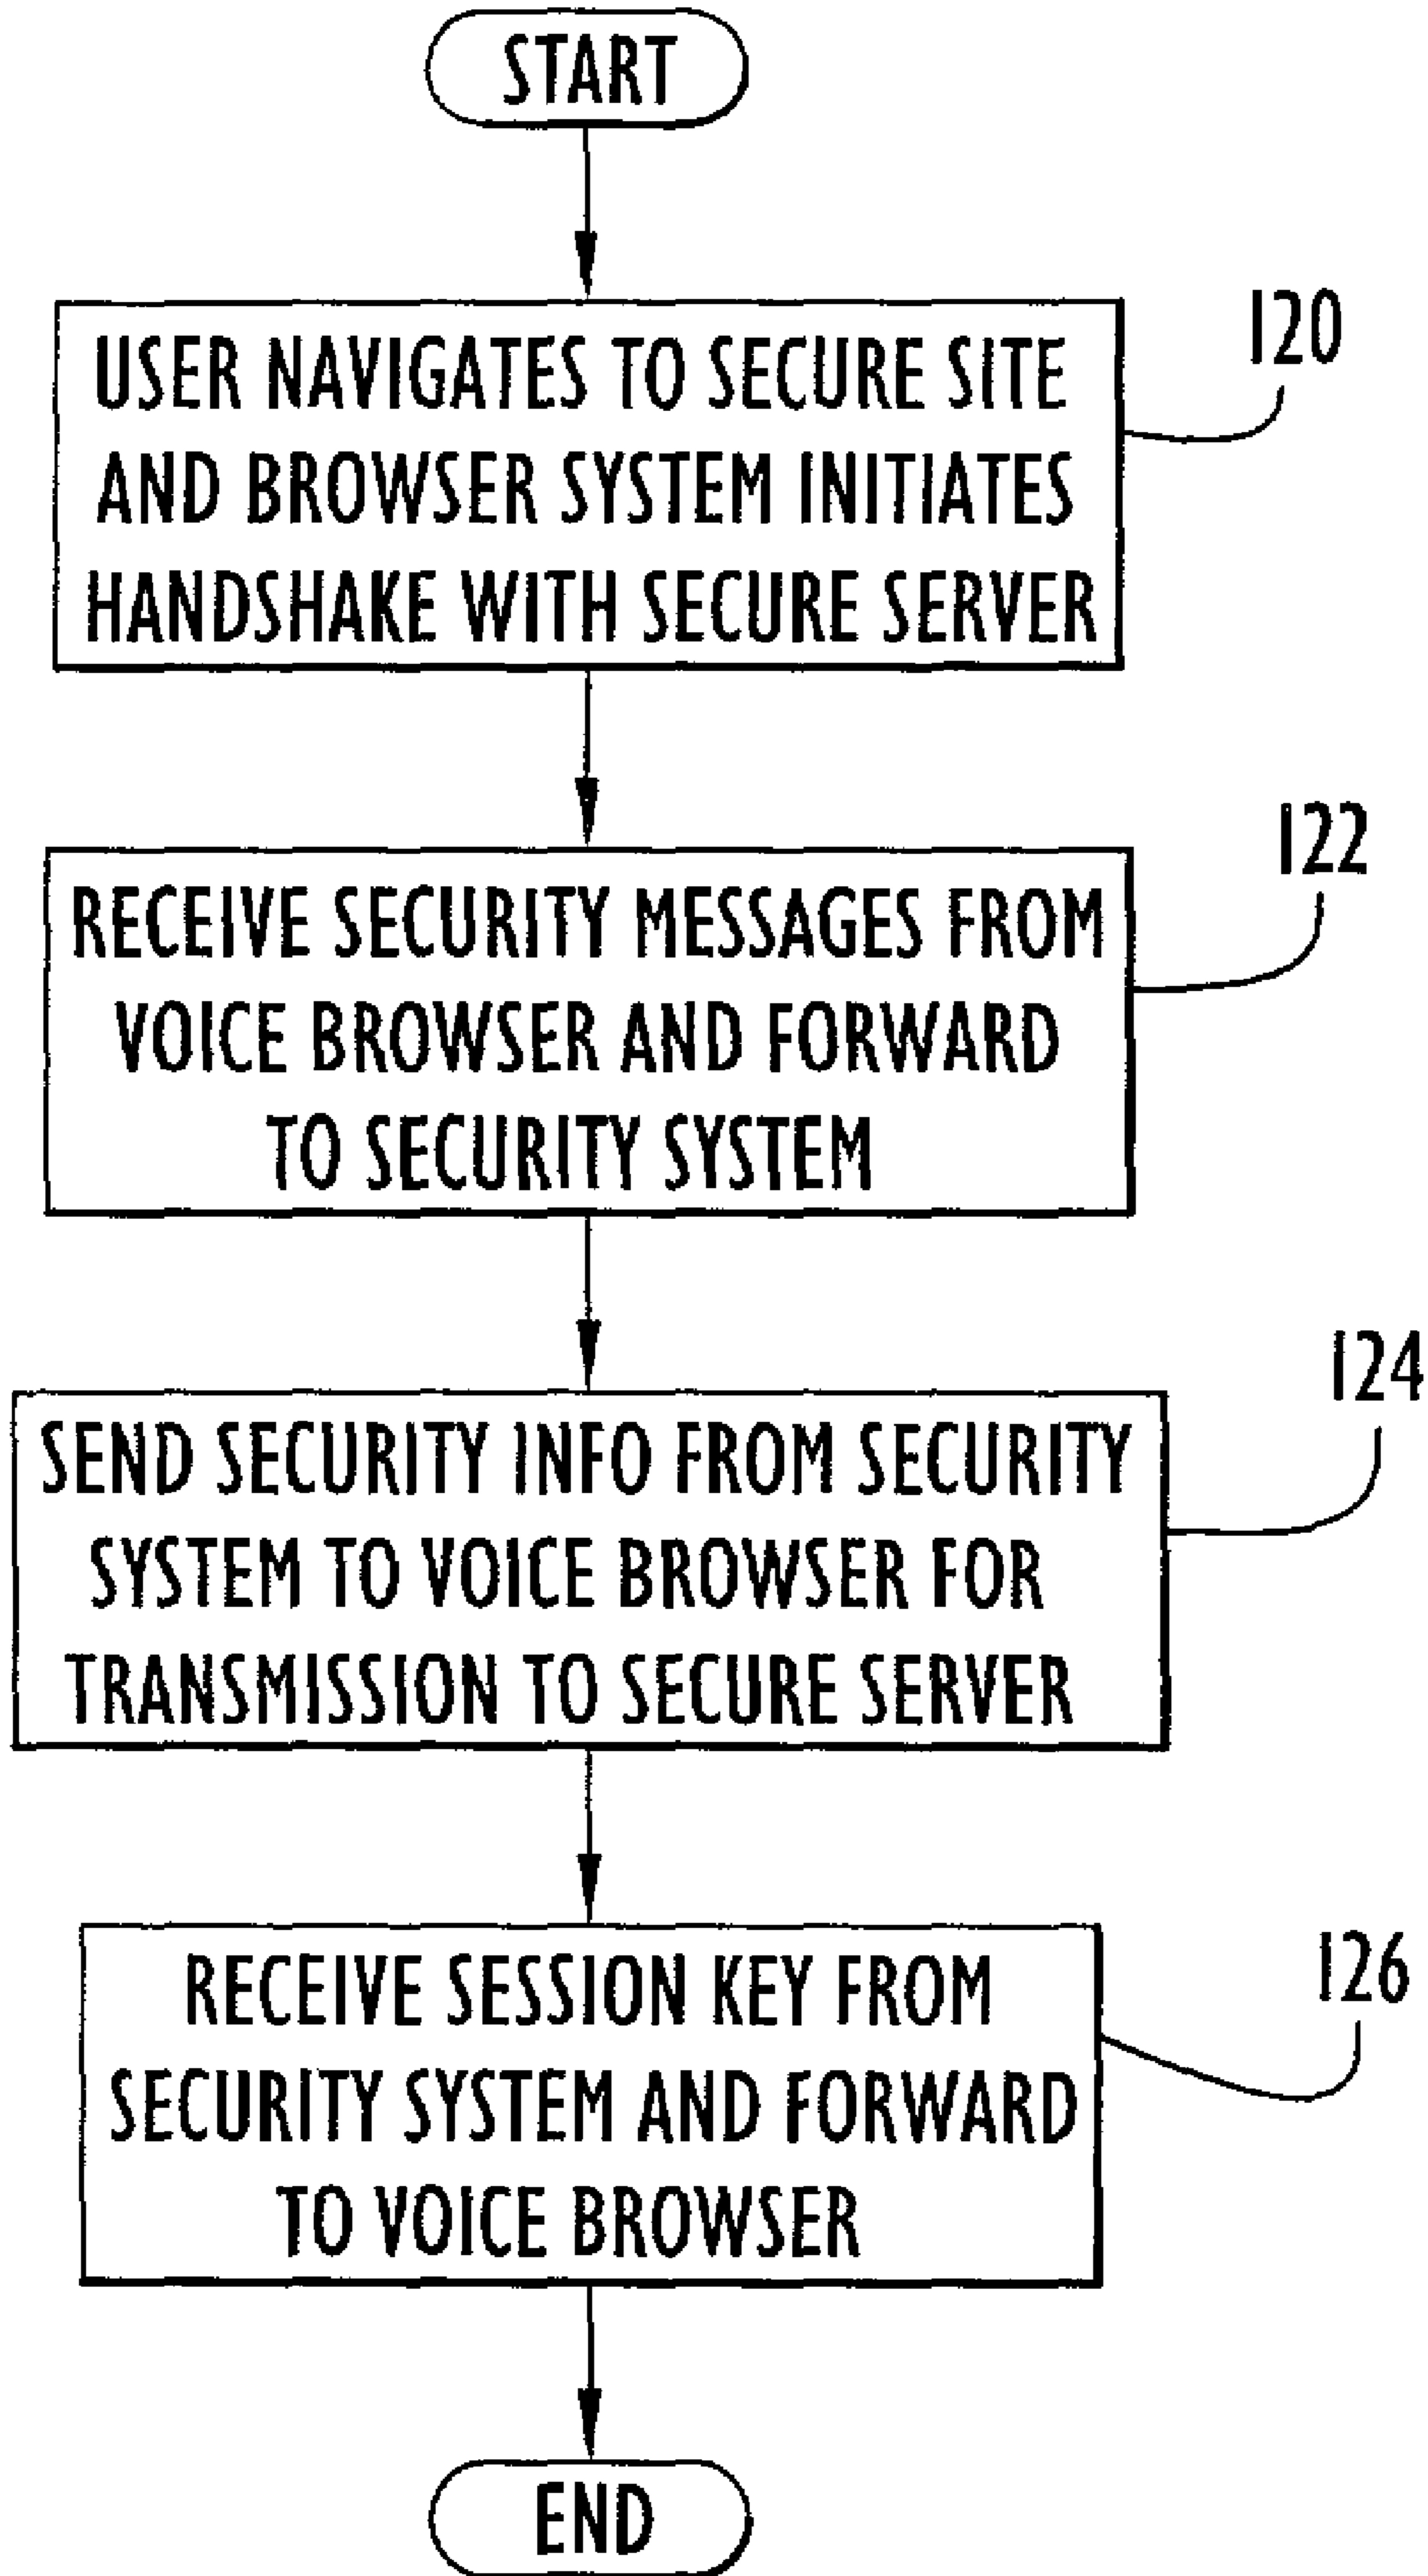 START
120
USER NAVIGATES TO SECURE SITE
AND BROWSER SYSTEM INITIATES
HANDSHAKE WITH SECURE SERVER
122
RECEIVE SECURITY MESSAGES FROM
VOICE BROWSER AND FORWARD
TO SECURITY SYSTEM
124
SEND SECURITY INFO FROM SECURITY
SYSTEM TO VOICE BROWSER FOR
TRANSMISSION TO SECURE SERVER
126
RECEIVE SESSION KEY FROM
SECURITY SYSTEM AND FORWARD
TO VOICE BROWSER
END